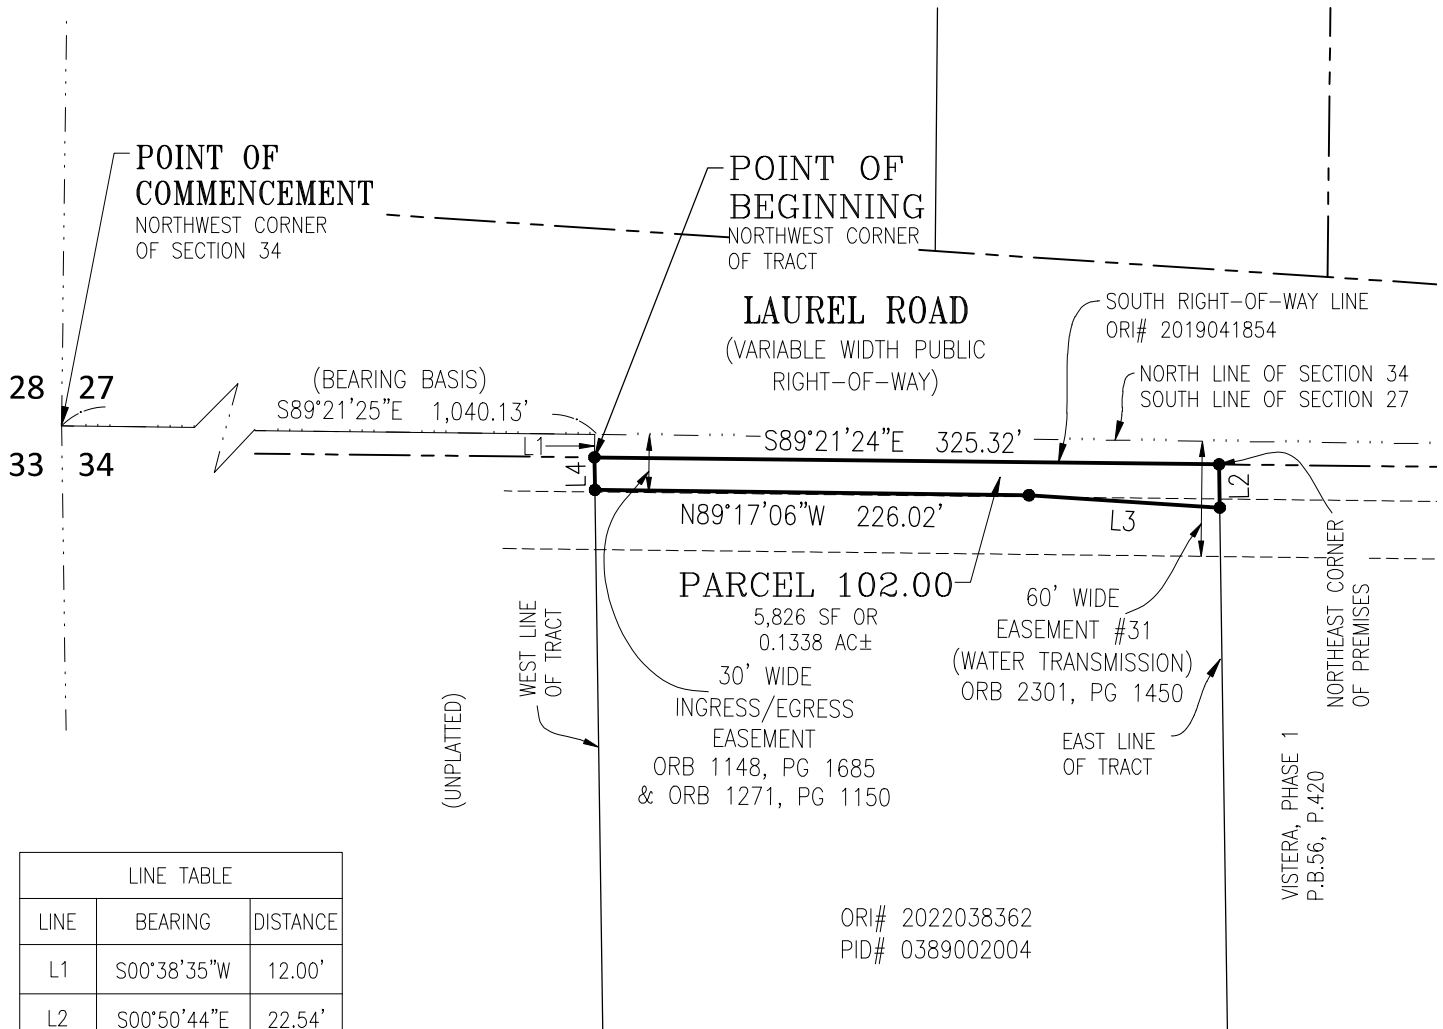 POINT OF
COMMENCEMENT
NORTHWEST CORNER
OF SECTION 34
POINT OF
BEGINNING
NORTHWEST CORNER
OF TRACT
LAUREL ROAD
(VARIABLE WIDTH PUBLIC
RIGHT-OF-WAY)
SOUTH RIGHT-OF-WAY LINE
ORI# 2019041854
NORTH LINE OF SECTION 34
SOUTH LINE OF SECTION 27
28 27
33 34
(BEARING BASIS)
S89°21'25"E 1,040.13'
L1
S89°21'24"E 325.32'
L4
L2
N89°17'06"W 226.02'
L3
PARCEL 102.00
5,826 SF OR
0.1338 AC±
30' WIDE
INGRESS/EGRESS
EASEMENT
ORB 1148, PG 1685
& ORB 1271, PG 1150
60' WIDE
EASEMENT #31
(WATER TRANSMISSION)
ORB 2301, PG 1450
NORTHEAST CORNER
OF PREMISES
WEST LINE
OF TRACT
EAST LINE
OF TRACT
(UNPLATTED)
VISTERA, PHASE 1
P.B.56, P.420
ORI# 2022038362
PID# 0389002004
LINE TABLE
LINE BEARING DISTANCE
L1 S00°38'35"W 12.00'
L2 S00°50'44"E 22.54'